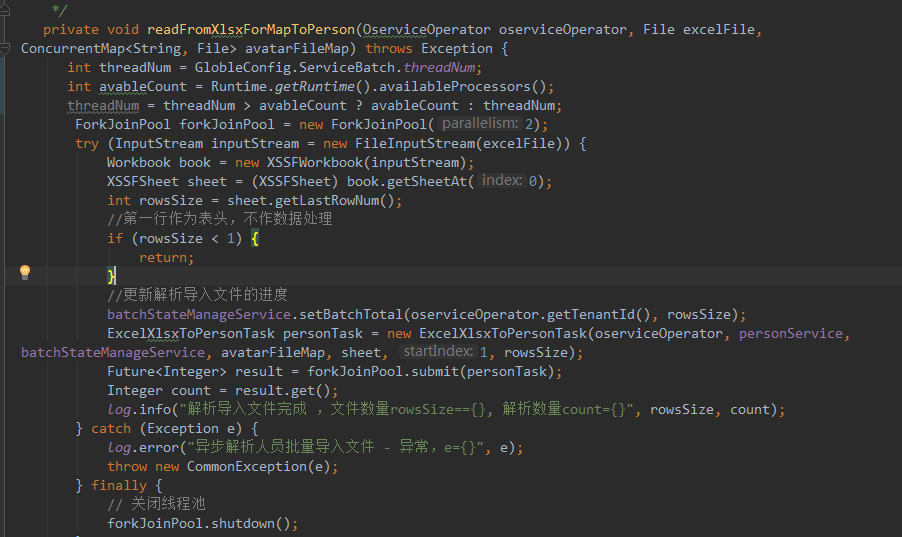 */
private void readFromXlsxForMapToPerson(OserviceOperator oserviceOperator, File excelFile,
ConcurrentMap<String, File> avatarFileMap) throws Exception {
int threadNum = GlobleConfig.ServiceBatch.threadNum;
int avableCount = Runtime.getRuntime().availableProcessors();
threadNum = threadNum > avableCount ? avableCount : threadNum;
ForkJoinPool forkJoinPool = new ForkJoinPool( parallelism: 2);
try (InputStream inputStream = new FileInputStream(excelFile)) {
Workbook book = new XSSFWorkbook(inputStream);
XSSFSheet sheet = (XSSFSheet) book.getSheetAt( index: 0);
int rowsSize = sheet.getLastRowNum();
//第一行作为表头，不作数据处理
if (rowsSize < 1) {
return;
}
//更新解析导入文件的进度
batchStateManageService.setBatchTotal(oserviceOperator.getTenantId(), rowsSize);
ExcelXlsxToPersonTask personTask = new ExcelXlsxToPersonTask(oserviceOperator, personService,
batchStateManageService, avatarFileMap, sheet, startIndex: 1, rowsSize);
Future<Integer> result = forkJoinPool.submit(personTask);
Integer count = result.get();
log.info("解析导入文件完成 ，文件数量rowsSize=={}, 解析数量count={}", rowsSize, count);
} catch (Exception e) {
log.error("异步解析人员批量导入文件 - 异常，e={}", e);
throw new CommonException(e);
} finally {
// 关闭线程池
forkJoinPool.shutdown();